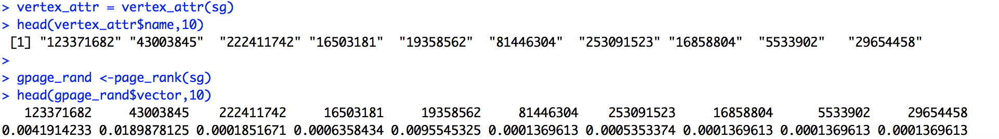 > vertex_attr = vertex_attr(sg)
> head(vertex_attr$name,10)
 [1] "123371682" "43003845"  "222411742" "16503181"  "19358562"  "81446304"  "253091523" "16858804"  "5533902"   "29654458"
>
> gpage_rand <-page_rank(sg)
> head(gpage_rand$vector,10)
   123371682     43003845    222411742     16503181     19358562     81446304    253091523     16858804      5533902     29654458
0.0041914233 0.0189878125 0.0001851671 0.0006358434 0.0095545325 0.0001369613 0.0005353374 0.0001369613 0.0001369613 0.0001369613